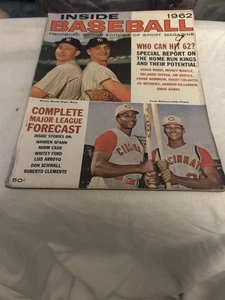 INSIDE
BASEBALL
1962
PRODUCED BY THE EDITORS OF SPORT MAGAZINE
WHO CAN HIT 62?
SPECIAL REPORT ON
THE HOME RUN KINGS
AND THEIR POTENTIAL
ROGER MARIS, MICKEY MANTLE,
ORLANDO CEPEDA, JIM GENTILE,
FRANK ROBINSON, ROCKY COLAVITO
ED MATHEWS, HARMON KILLEBREW,
ERNIE BANKS
COMPLETE
MAJOR LEAGUE
FORECAST
INSIDE STORIES ON:
WARREN SPAHN
NORM CASH
WHITEY FORD
LUIS ARROYO
DON SCHWALL
ROBERTO CLEMENTE
50¢
CINCINNATI